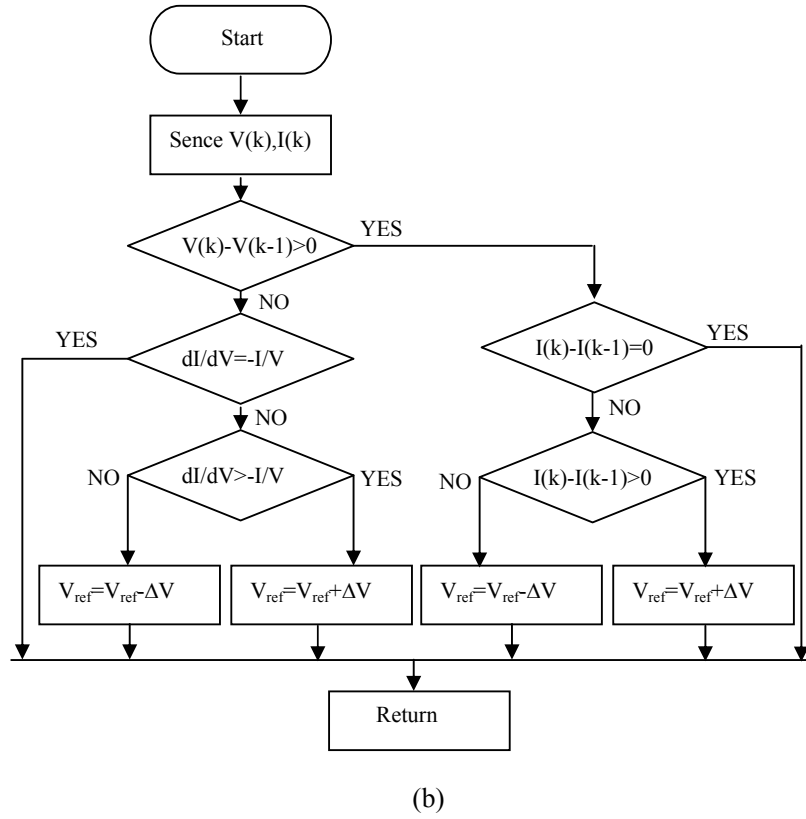 Start
Sence V(k),I(k)
V(k)-V(k-1)>0
YES
NO
YES
dI/dV=-I/V
I(k)-I(k-1)=0
YES
NO
NO
NO
dI/dV>-I/V
YES
NO
I(k)-I(k-1)>0
YES
Vref=Vref-ΔV
Vref=Vref+ΔV
Vref=Vref-ΔV
Vref=Vref+ΔV
Return
(b)